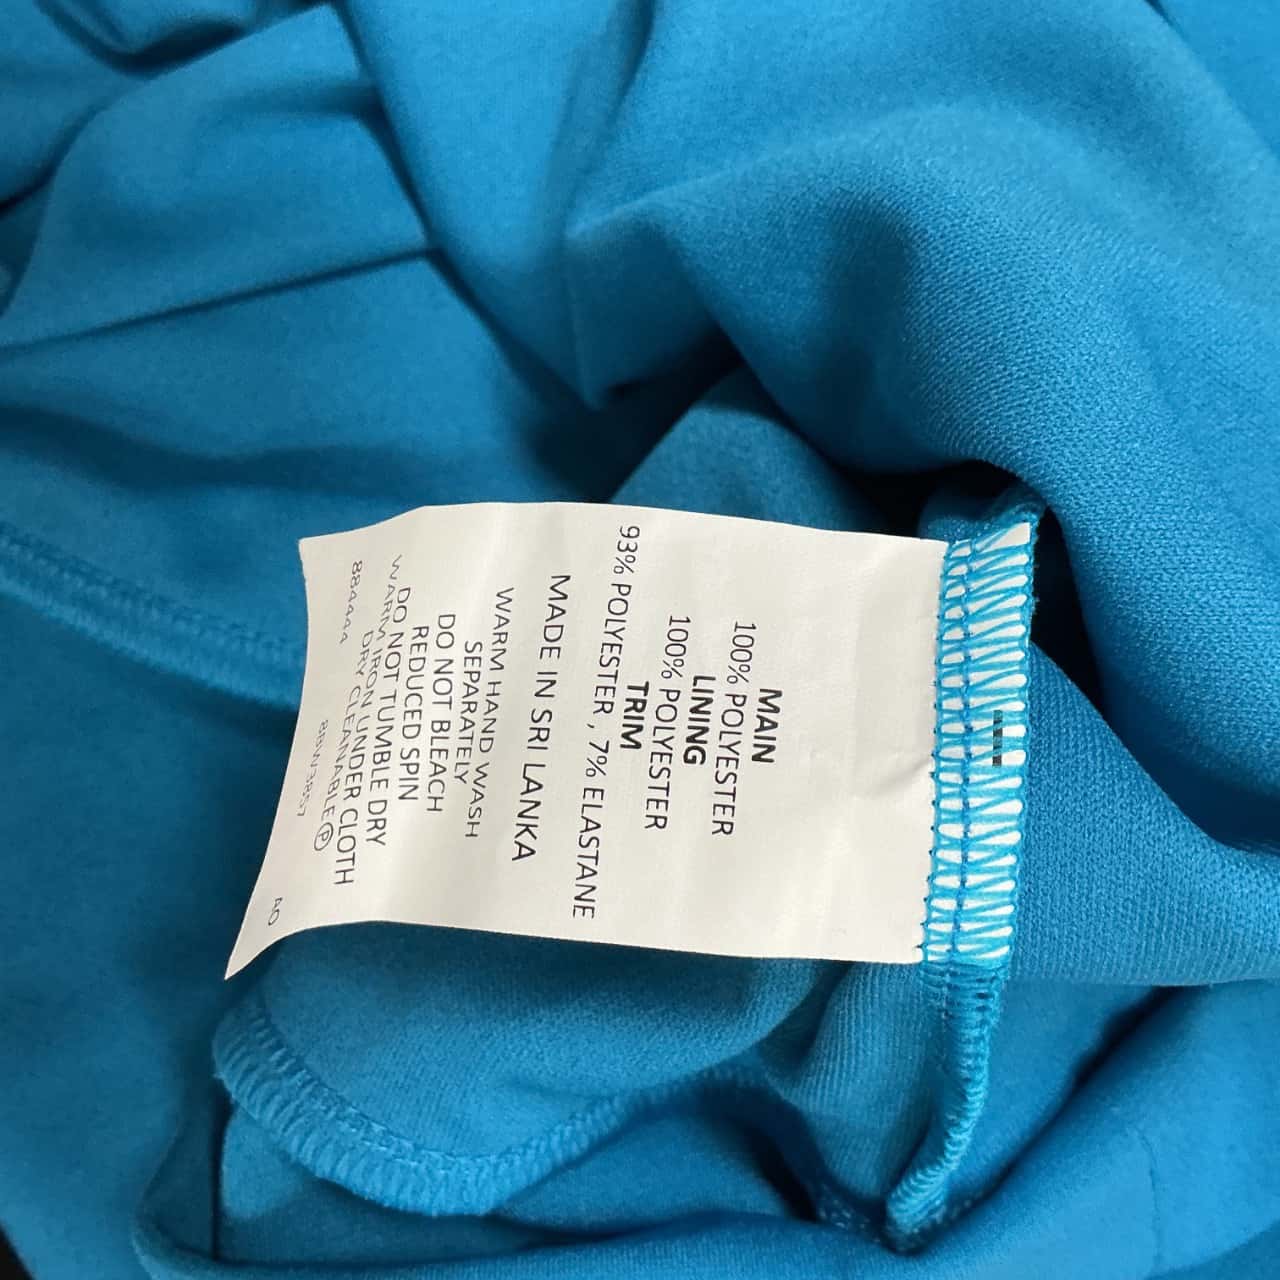 MAIN
100% POLYESTER
LINING
100% POLYESTER
TRIM
93% POLYESTER , 7% ELASTANE
MADE IN SRI LANKA
WARM HAND WASH
SEPARATELY
DO NOT BLEACH
REDUCED SPIN
DO NOT TUMBLE DRY
WARM IRON UNDER CLOTH
DRY CLEANABLE Ⓟ
884444 88W3857